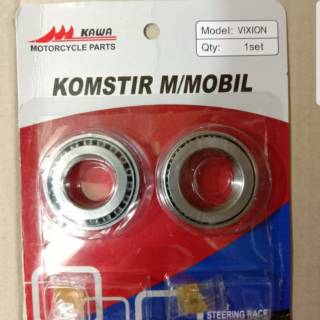 KAWA
MOTORCYCLE PARTS
Model: VIXION
Qty: 1set
KOMSTIR M/MOBIL
STEERING RACE